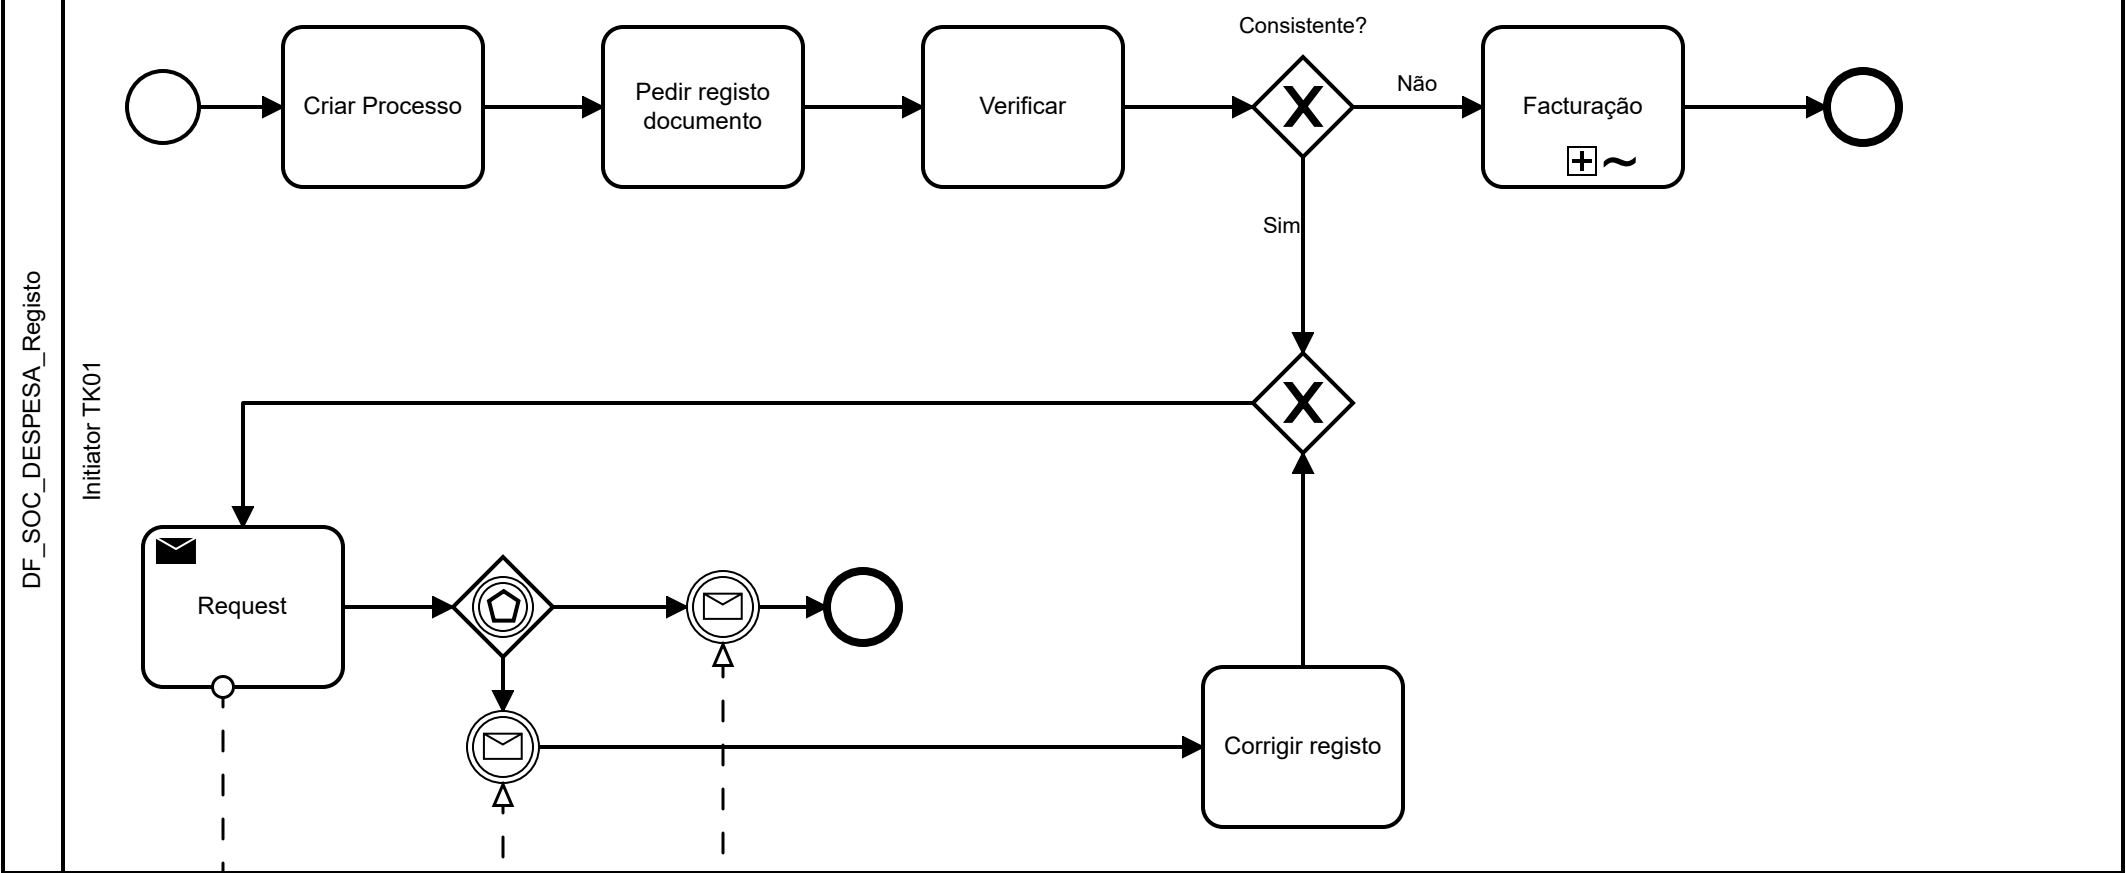 DF_SOC_DESPESA_Registo
Initiator TK01
Criar Processo
Pedir registo
documento
Verificar
Consistente?
Não
Facturação
Sim
Request
Corrigir registo